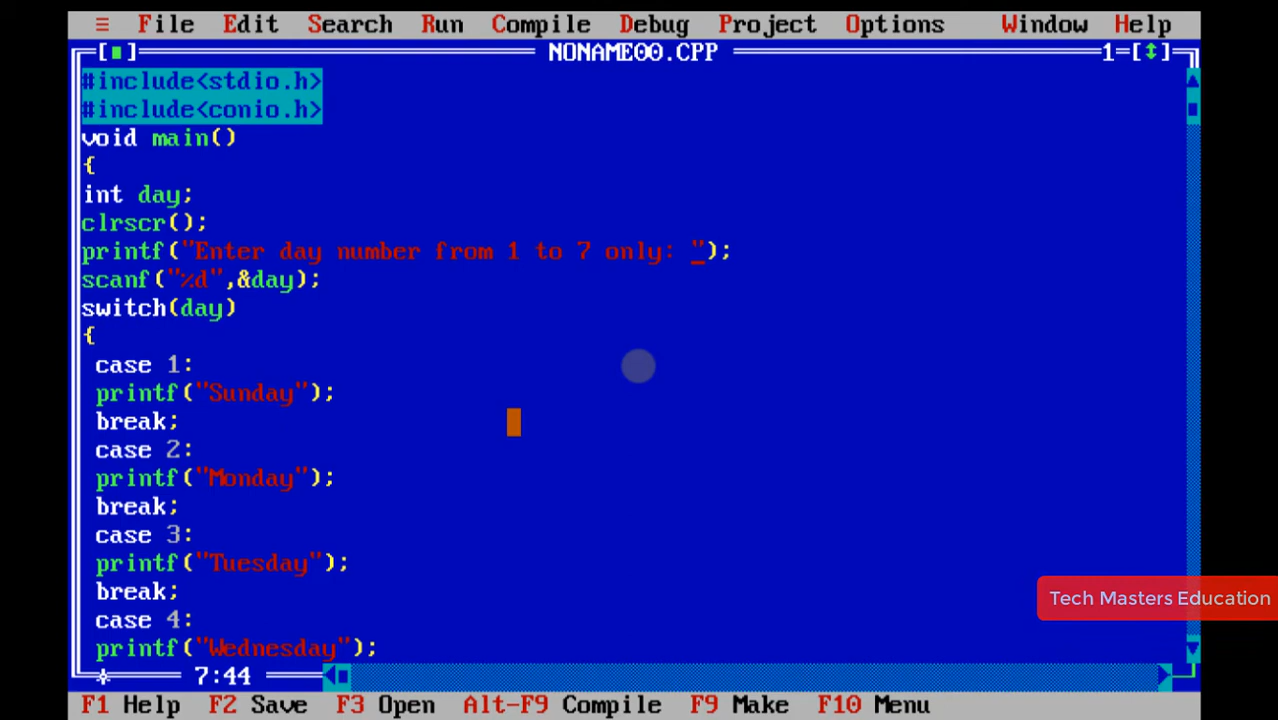 ≡ File Edit Search Run Compile Debug Project Options Window Help
[■] NONAME00.CPP 1=[↕]
#include<stdio.h>
#include<conio.h>
void main()
{
int day;
clrscr();
printf("Enter day number from 1 to 7 only: ");
scanf("%d",&day);
switch(day)
{
case 1:
printf("Sunday");
break;
case 2:
printf("Monday");
break;
case 3:
printf("Tuesday");
break;
case 4:
printf("Wednesday");
Tech Masters Education
7:44
F1 Help F2 Save F3 Open Alt-F9 Compile F9 Make F10 Menu